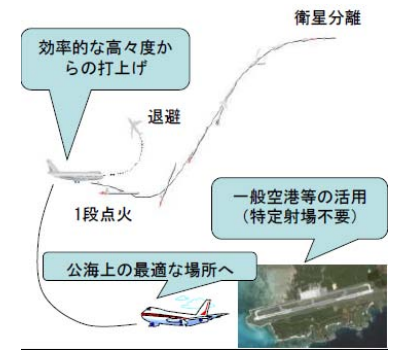 衛星分離
効率的な高々度か
らの打上げ
退避
1段点火
一般空港等の活用
（特定射場不要）
公海上の最適な場所へ